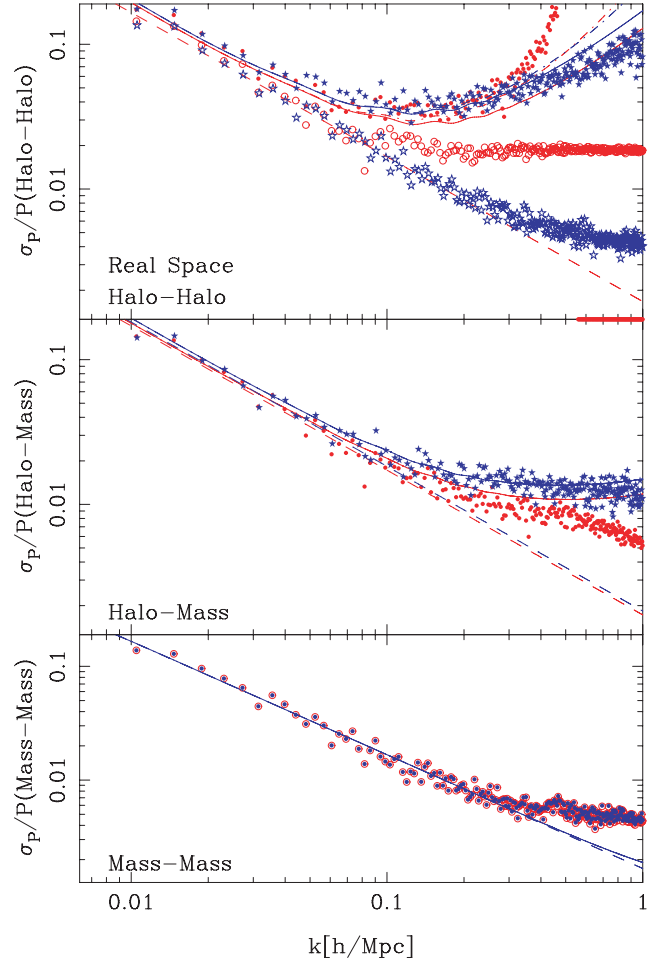 σP/P(Halo−Halo)
0.1
0.01
Real Space
Halo−Halo
σP/P(Halo−Mass)
0.1
0.01
Halo−Mass
σP/P(Mass−Mass)
0.1
0.01
Mass−Mass
0.01
0.1
1
k[h/Mpc]